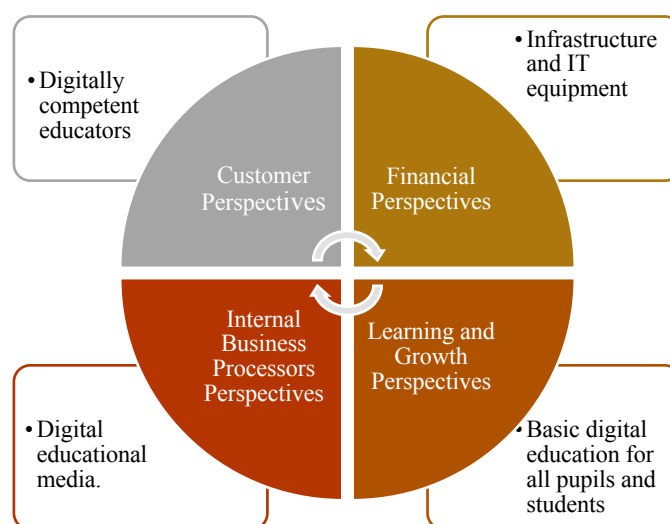 • Digitally
competent
educators
• Infrastructure
and IT
equipment
Customer
Perspectives
Financial
Perspectives
Internal
Business
Processors
Perspectives
Learning and
Growth
Perspectives
• Digital
educational
media.
• Basic digital
education for
all pupils and
students